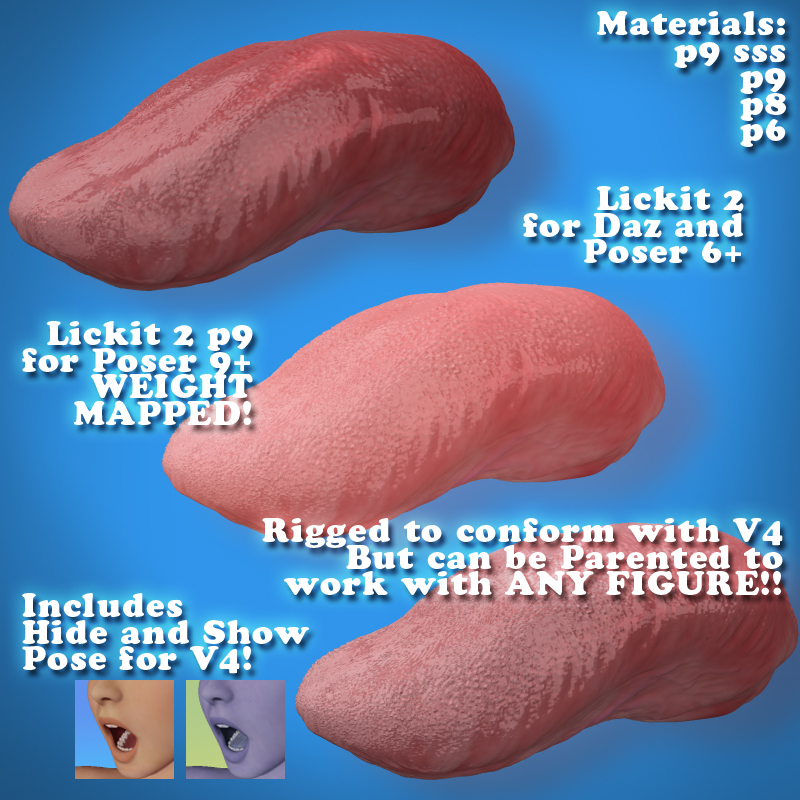 Materials:
p9 sss
p9
p8
p6
Lickit 2
for Daz and
Poser 6+
Lickit 2 p9
for Poser 9+
WEIGHT
MAPPED!
Rigged to conform with V4
But can be Parented to
work with ANY FIGURE!!
Includes
Hide and Show
Pose for V4!